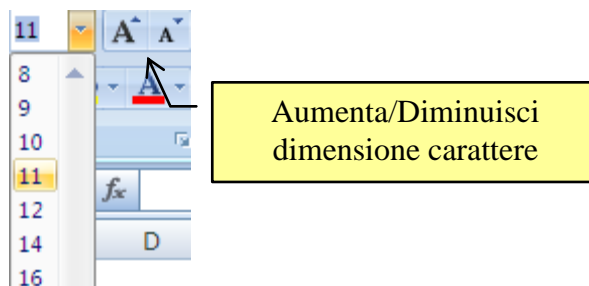 11 A A
8
9 A
10
11
fx
12
14 D
16
Aumenta/Diminuisci
dimensione carattere